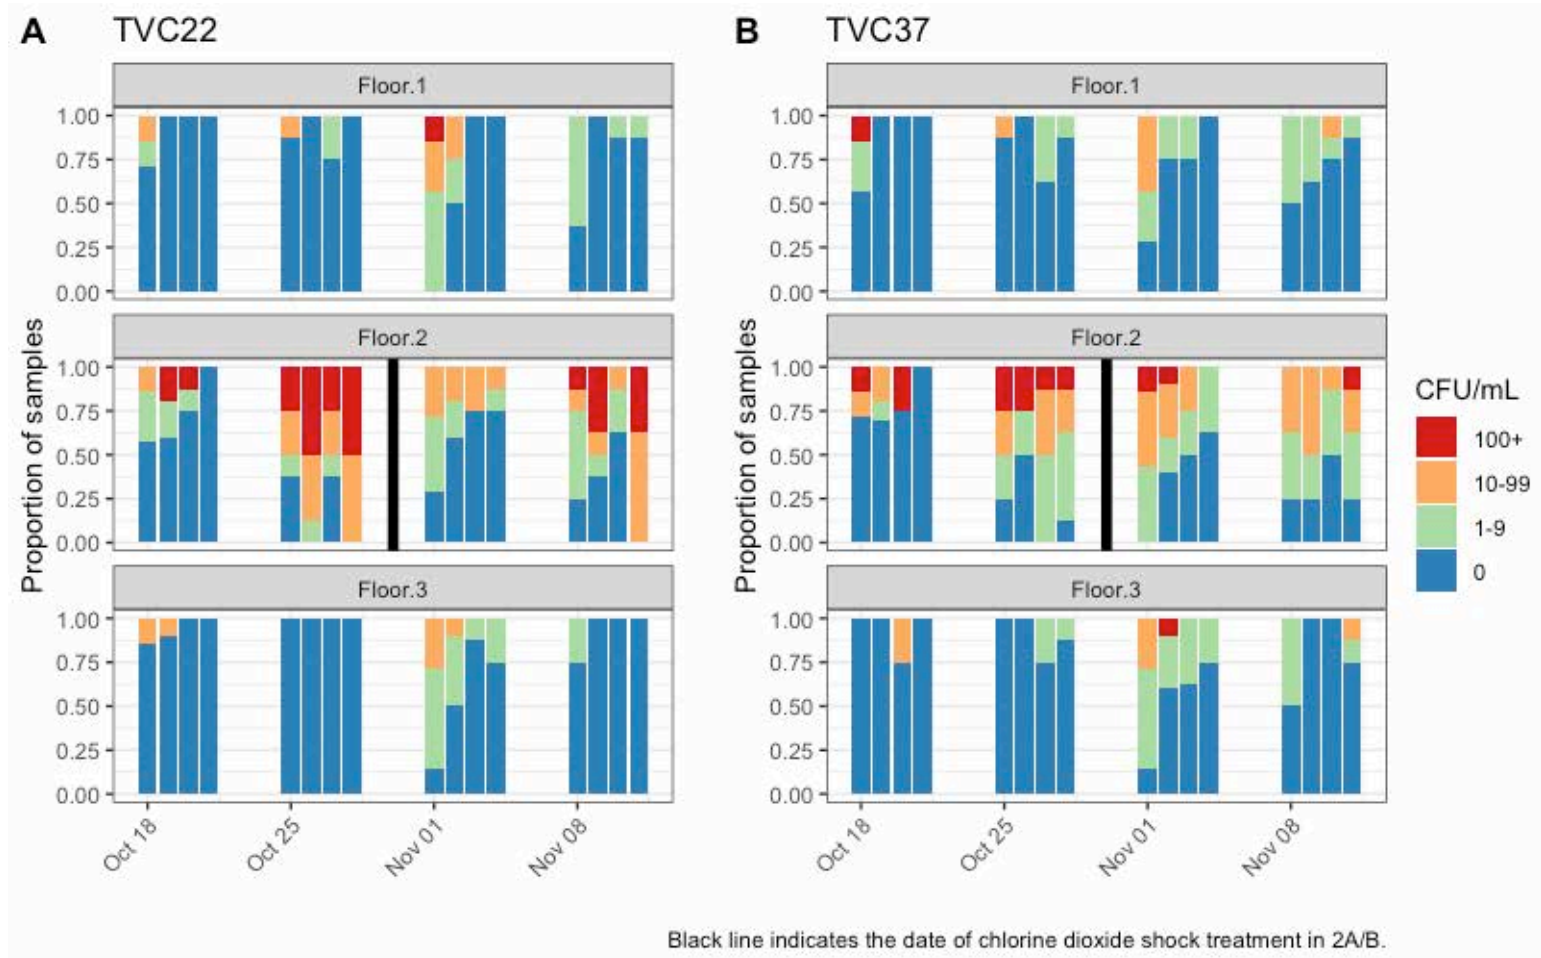 A TVC22
Floor.1
1.00
0.75
0.50
0.25
0.00
Floor.2
1.00
0.75
0.50
0.25
0.00
Floor.3
1.00
0.75
0.50
0.25
0.00
Proportion of samples
Oct 18
Oct 25
Nov 01
Nov 08
B TVC37
Floor.1
1.00
0.75
0.50
0.25
0.00
Floor.2
1.00
0.75
0.50
0.25
0.00
Floor.3
1.00
0.75
0.50
0.25
0.00
Proportion of samples
Oct 18
Oct 25
Nov 01
Nov 08
CFU/mL
100+
10-99
1-9
0
Black line indicates the date of chlorine dioxide shock treatment in 2A/B.